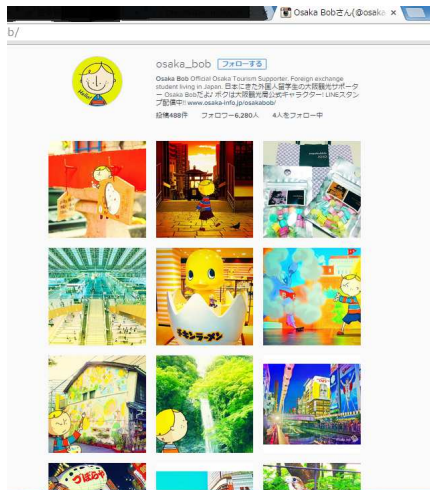 Osaka Bobさん(@osaka
b/
osaka_bob フォローする
Osaka Bob Official Osaka Tourism Supporter. Foreign exchange
student living in Japan. 日本にきた外国人留学生の大阪観光サポータ
ー Osaka Bobだよ♪ ボクは大阪観光局公式キャラクター! LINEスタン
プ配信中!! www.osaka-info.jp/osakabob/
投稿488件 フォロワー6,280人 4人をフォロー中
チキンラーメン
づぼらや